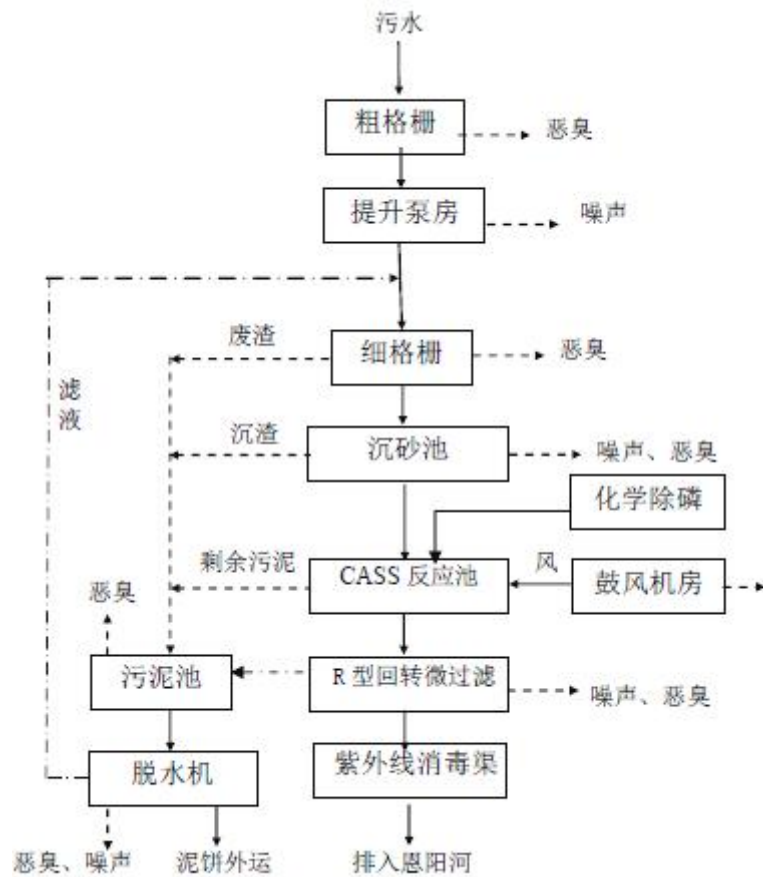 污水
粗格栅
恶臭
提升泵房
噪声
废渣
细格栅
恶臭
滤
液
沉渣
沉砂池
噪声、恶臭
化学除磷
剩余污泥
CASS 反应池
风
鼓风机房
恶臭
污泥池
R 型回转微过滤
噪声、恶臭
脱水机
紫外线消毒渠
恶臭、噪声
泥饼外运
排入恩阳河